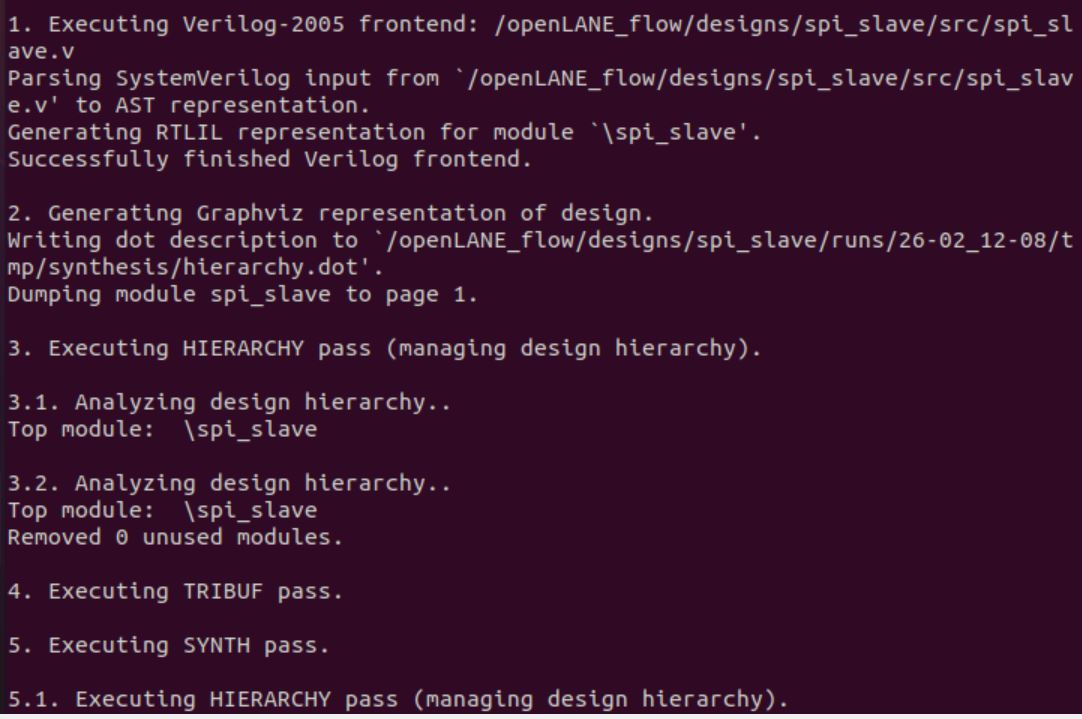 1. Executing Verilog-2005 frontend: /openLANE_flow/designs/spi_slave/src/spi_sl
ave.v
Parsing SystemVerilog input from `/openLANE_flow/designs/spi_slave/src/spi_slav
e.v' to AST representation.
Generating RTLIL representation for module `\spi_slave'.
Successfully finished Verilog frontend.

2. Generating Graphviz representation of design.
Writing dot description to `/openLANE_flow/designs/spi_slave/runs/26-02_12-08/t
mp/synthesis/hierarchy.dot'.
Dumping module spi_slave to page 1.

3. Executing HIERARCHY pass (managing design hierarchy).

3.1. Analyzing design hierarchy..
Top module:  \spi_slave

3.2. Analyzing design hierarchy..
Top module:  \spi_slave
Removed 0 unused modules.

4. Executing TRIBUF pass.

5. Executing SYNTH pass.

5.1. Executing HIERARCHY pass (managing design hierarchy).